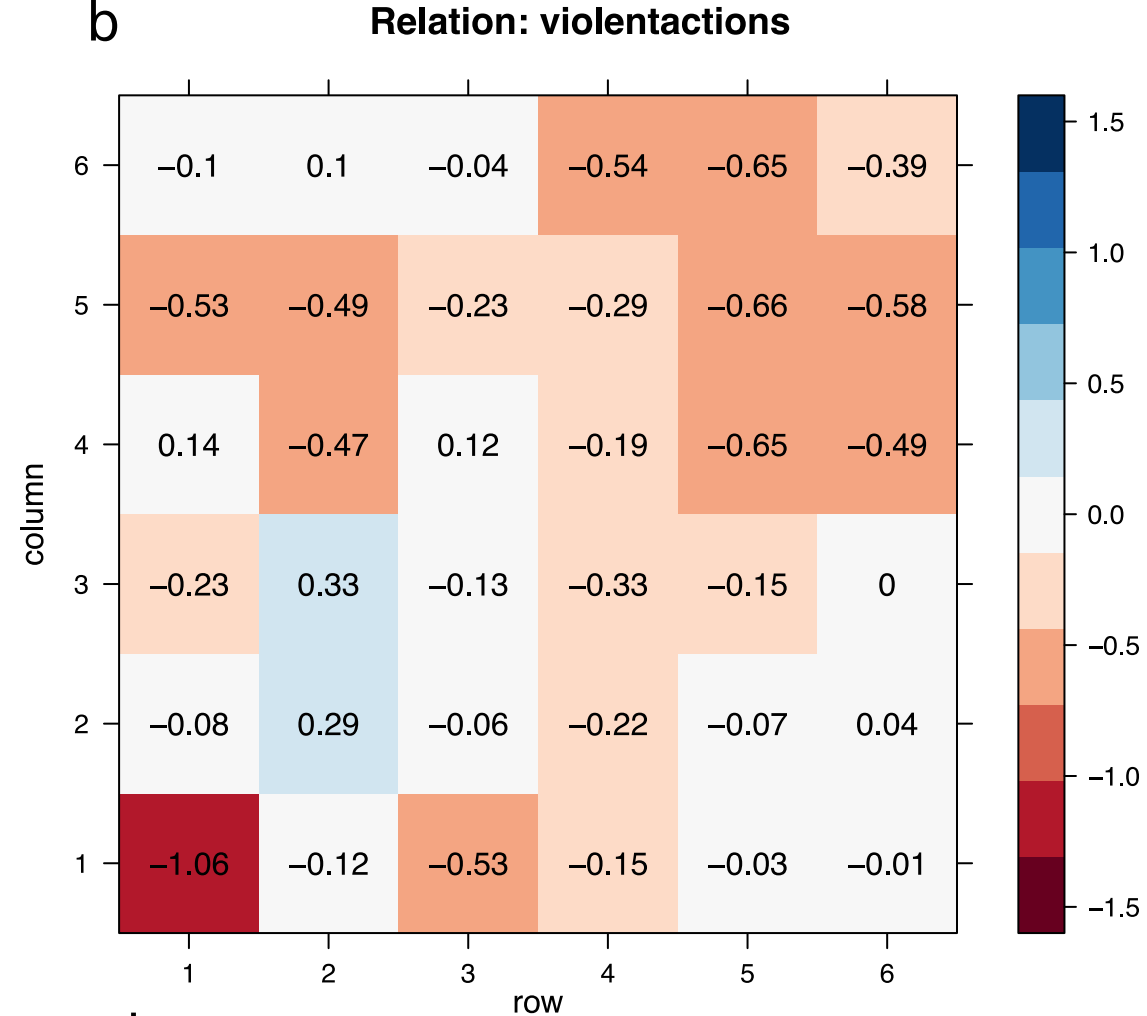 b
Relation: violentactions
6 −0.1 0.1 −0.04 −0.54 −0.65 −0.39
5 −0.53 −0.49 −0.23 −0.29 −0.66 −0.58
4 0.14 −0.47 0.12 −0.19 −0.65 −0.49
3 −0.23 0.33 −0.13 −0.33 −0.15 0
2 −0.08 0.29 −0.06 −0.22 −0.07 0.04
1 −1.06 −0.12 −0.53 −0.15 −0.03 −0.01
1 2 3 4 5 6
row
column
1.5
1.0
0.5
0.0
−0.5
−1.0
−1.5